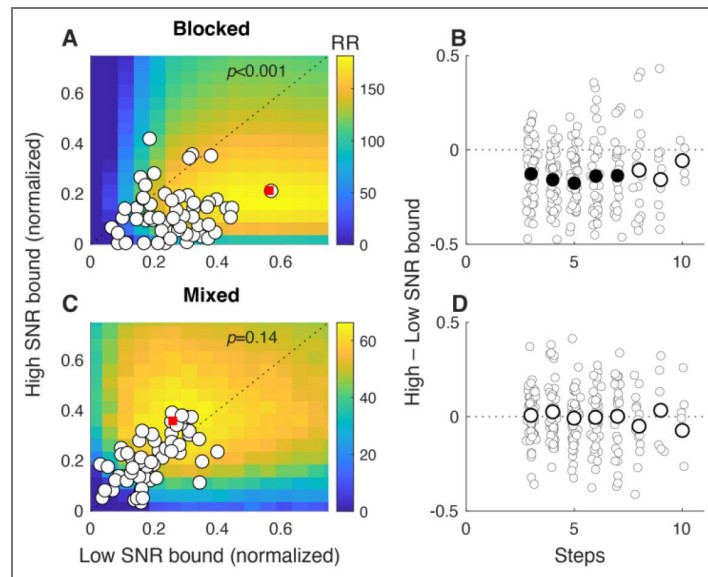 A
Blocked
RR
B
High SNR bound (normalized)
0.6
0.4
0.2
0
0
0.2
0.4
0.6
p<0.001
150
100
50
0
High – Low SNR bound
0.5
0
-0.5
0
5
10
C
Mixed
D
0.6
0.4
0.2
0
0
0.2
0.4
0.6
p=0.14
60
40
20
0
Low SNR bound (normalized)
0.5
0
-0.5
0
5
10
Steps